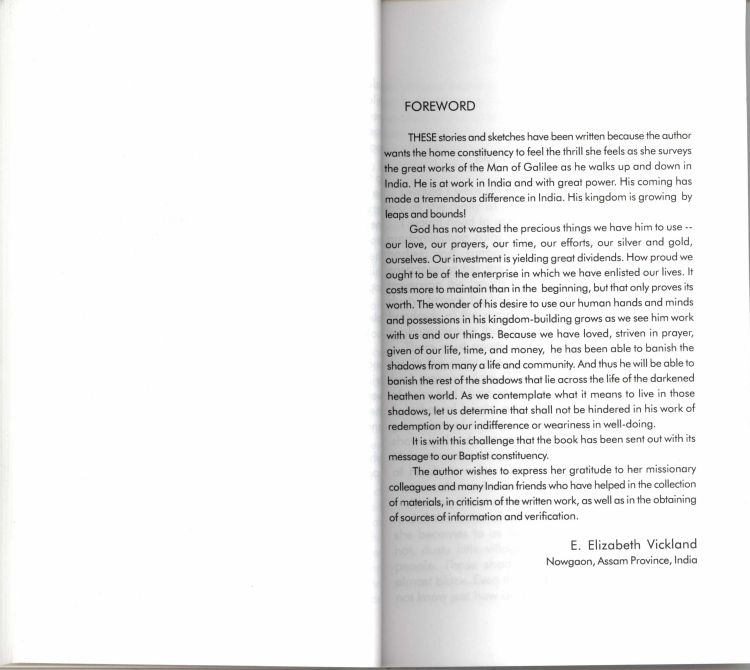 FOREWORD
THESE stories and sketches have been written because the author
wants the home constituency to feel the thrill she feels as she surveys
the great works of the Man of Galilee as he walks up and down in
India. He is at work in India and with great power. His coming has
made a tremendous difference in India. His kingdom is growing by
leaps and bounds!
God has not wasted the precious things we have him to use --
our love, our prayers, our time, our efforts, our silver and gold,
ourselves. Our investment is yielding great dividends. How proud we
ought to be of the enterprise in which we have enlisted our lives. It
costs more to maintain than in the beginning, but that only proves its
worth. The wonder of his desire to use our human hands and minds
and possessions in his kingdom-building grows as we see him work
with us and our things. Because we have loved, striven in prayer,
given of our life, time, and money, he has been able to banish the
shadows from many a life and community. And thus he will be able to
banish the rest of the shadows that lie across the life of the darkened
heathen world. As we contemplate what it means to live in those
shadows, let us determine that shall not be hindered in his work of
redemption by our indifference or weariness in well-doing.
It is with this challenge that the book has been sent out with its
message to our Baptist constituency.
The author wishes to express her gratitude to her missionary
colleagues and many Indian friends who have helped in the collection
of materials, in criticism of the written work, as well as in the obtaining
of sources of information and verification.
E. Elizabeth Vickland
Nowgaon, Assam Province, India